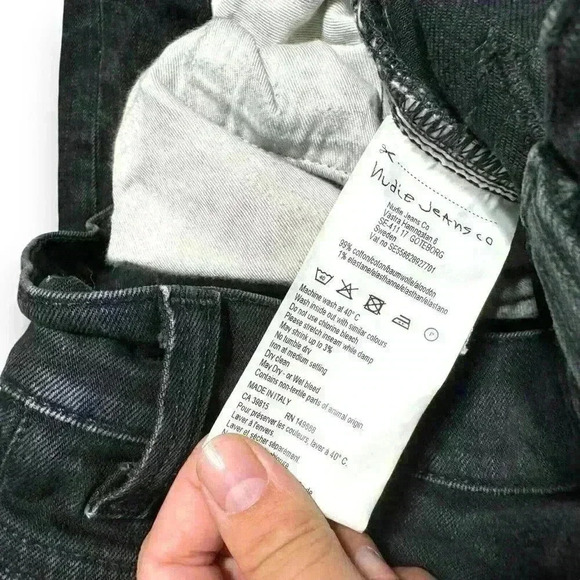 Nudie Jeans co
Nudie Jeans Co
Västra Hamngatan 6
SE-411 17 GÖTEBORG
Sweden
Vat no SE556829927701
99% cotton/coton/baumwolle/algodón
1% elastane/elasthanne/elasthan/elastano
P
Machine wash at 40° C
Wash inside out with similar colours
Do not use chlorine bleach
Please stretch inseam while damp
May shrink up to 3%
No tumble dry
Iron at medium setting
Dry clean
May Dry - or Wet bleed
Contains non-textile parts of animal origin
MADE IN ITALY
CA 39815 RN 149888
Pour préserver les couleurs, laver à 40° C.
Laver à l'envers.
Laver et sécher séparément.